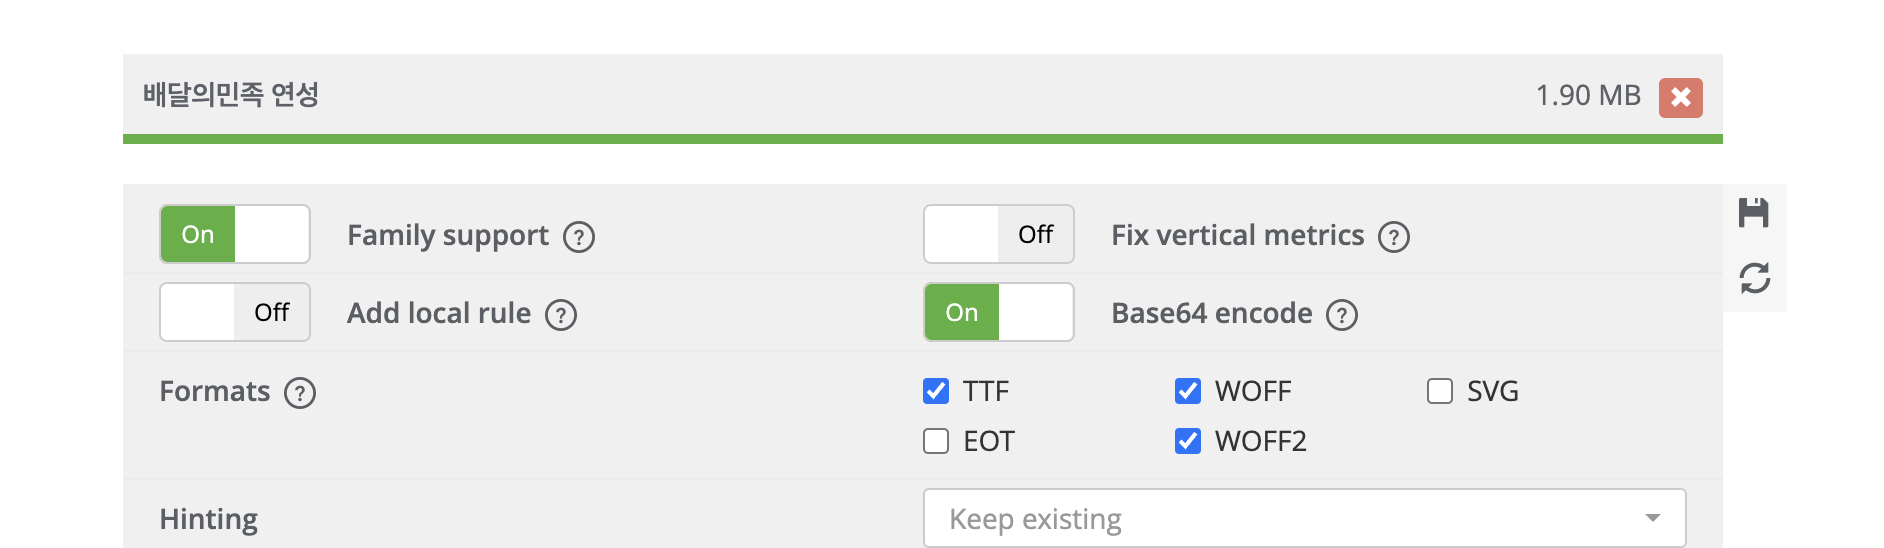 배달의민족 연성
1.90 MB
On Family support ?
Off Fix vertical metrics ?
Off Add local rule ?
On Base64 encode ?
Formats ?
TTF WOFF SVG
EOT WOFF2
Hinting
Keep existing